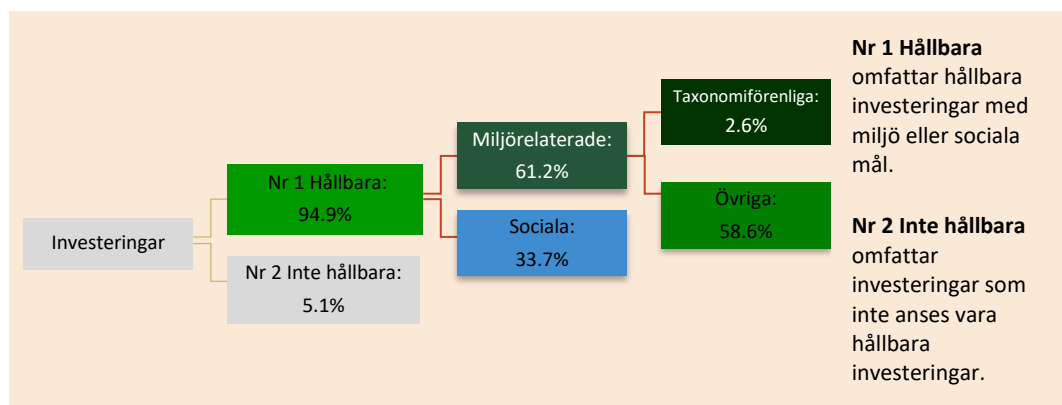 Investeringar
Nr 1 Hållbara:
94.9%
Nr 2 Inte hållbara:
5.1%
Miljörelaterade:
61.2%
Sociala:
33.7%
Taxonomiförenliga:
2.6%
Övriga:
58.6%
Nr 1 Hållbara
omfattar hållbara
investeringar med
miljö eller sociala
mål.
Nr 2 Inte hållbara
omfattar
investeringar som
inte anses vara
hållbara
investeringar.